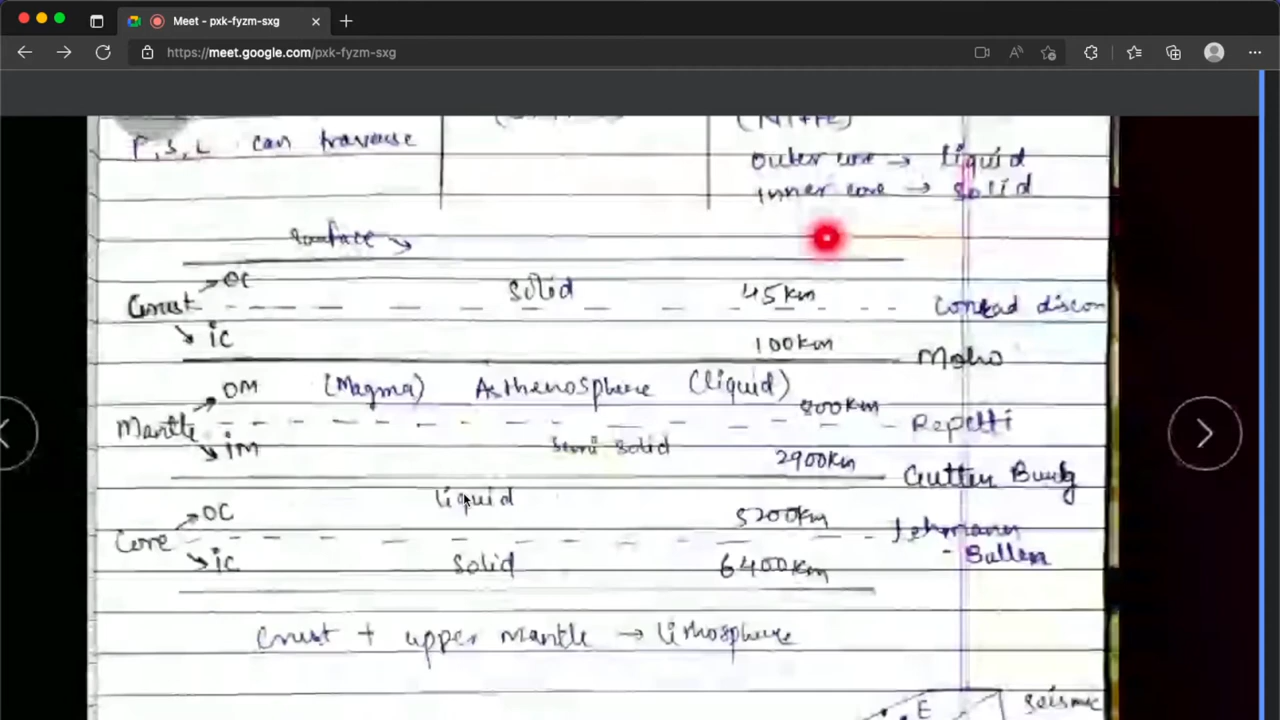 Meet - pxk-fyzm-sxg
https://meet.google.com/pxk-fyzm-sxg
P, S, L can traverse
(Nife)
outer core → liquid
inner core → solid
surface
Crust OC solid 45km Conrad discon
ic 100km Moho
Mantle OM (Magma) Asthenosphere (liquid) 800km Repetti
im semi solid 2900km Gutten Burg
Core OC liquid 5200km Lehmann
- Bullen
ic solid 6400km
Crust + upper mantle → lithosphere
E seismic